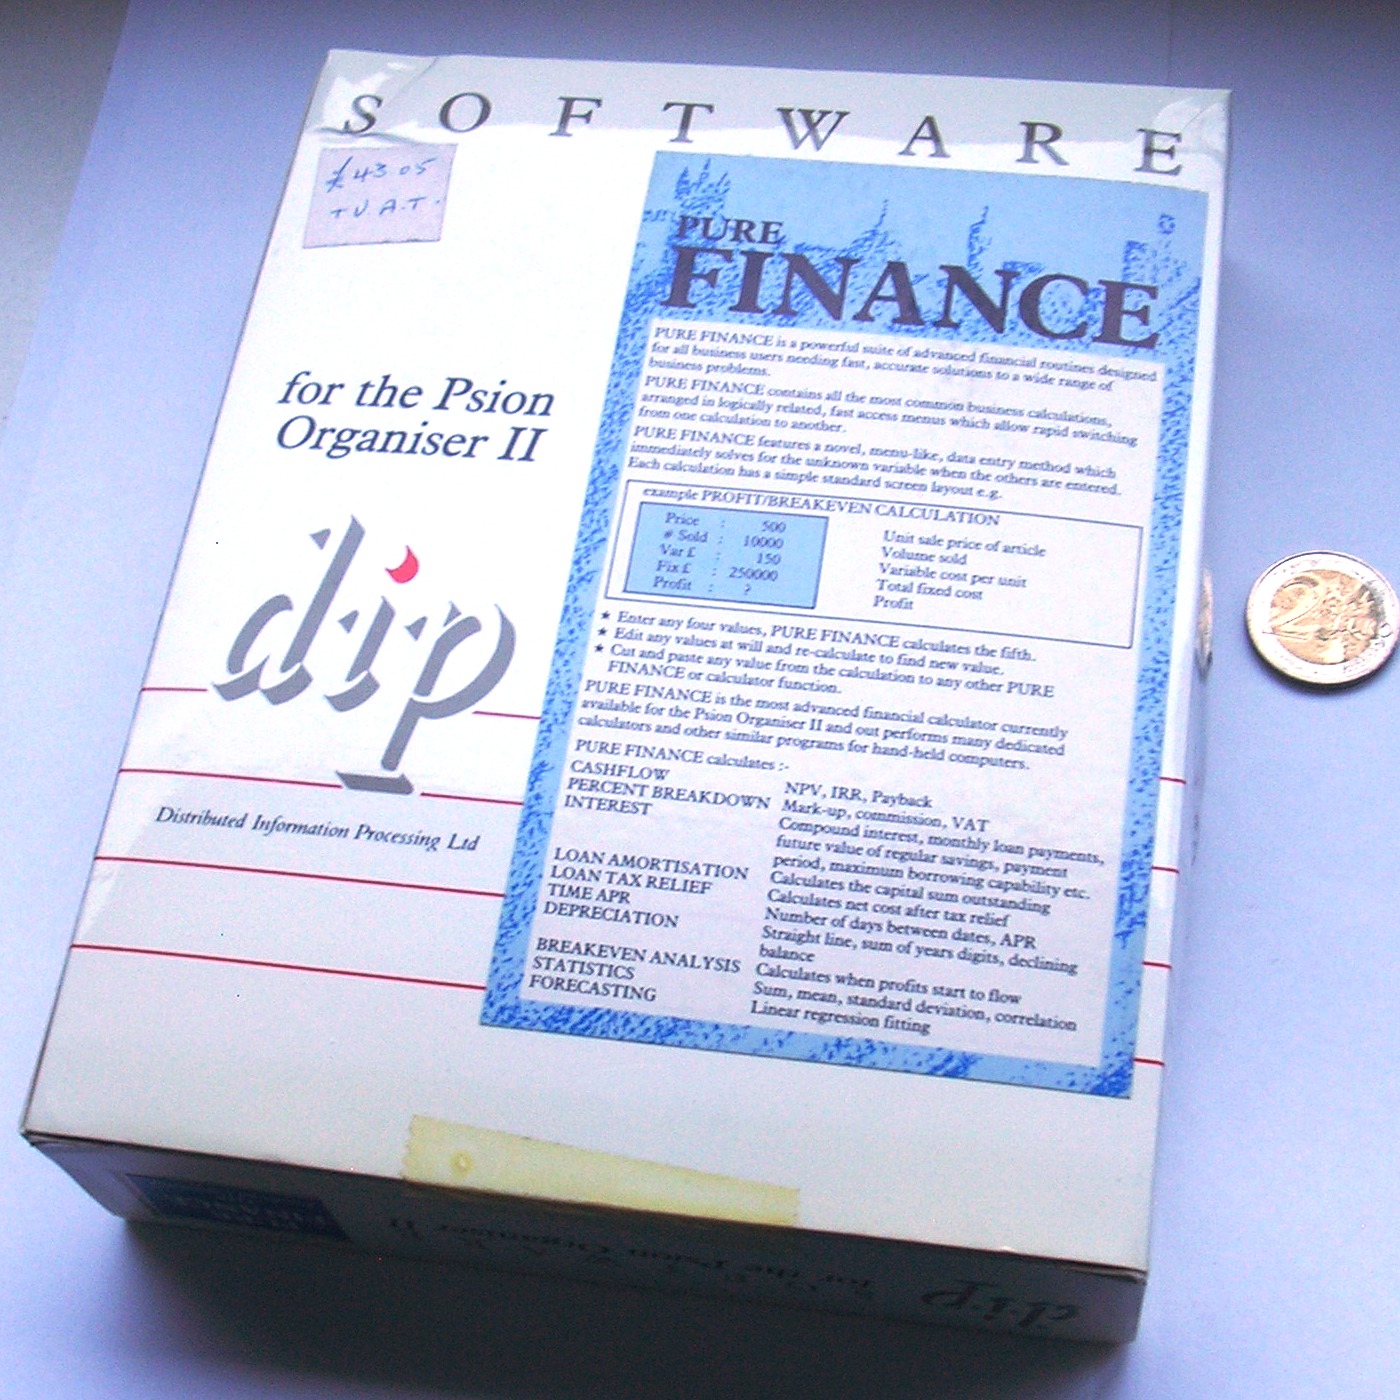 SOFTWARE
£43.05
+ V.A.T.
for the Psion
Organiser II
dip
Distributed Information Processing Ltd
PURE
FINANCE
PURE FINANCE is a powerful suite of advanced financial routines designed
for all business users needing fast, accurate solutions to a wide range of
business problems.
PURE FINANCE contains all the most common business calculations,
arranged in logically related, fast access menus which allow rapid switching
from one calculation to another.
PURE FINANCE features a novel, menu-like, data entry method which
immediately solves for the unknown variable when the others are entered.
Each calculation has a simple standard screen layout e.g.
example PROFIT/BREAKEVEN CALCULATION
Price : 500 Unit sale price of article
# Sold : 10000 Volume sold
Var £ : 150 Variable cost per unit
Fix £ : 250000 Total fixed cost
Profit : ? Profit
★ Enter any four values, PURE FINANCE calculates the fifth.
★ Edit any values at will and re-calculate to find new value.
★ Cut and paste any value from the calculation to any other PURE
FINANCE or calculator function.
PURE FINANCE is the most advanced financial calculator currently
available for the Psion Organiser II and out performs many dedicated
calculators and other similar programs for hand-held computers.
PURE FINANCE calculates :-
CASHFLOW NPV, IRR, Payback
PERCENT BREAKDOWN Mark-up, commission, VAT
INTEREST Compound interest, monthly loan payments,
future value of regular savings, payment
period, maximum borrowing capability etc.
LOAN AMORTISATION Calculates the capital sum outstanding
LOAN TAX RELIEF Calculates net cost after tax relief
TIME APR Number of days between dates, APR
DEPRECIATION Straight line, sum of years digits, declining
balance
BREAKEVEN ANALYSIS Calculates when profits start to flow
STATISTICS Sum, mean, standard deviation, correlation
FORECASTING Linear regression fitting
dip
for the Psion Organiser II
2